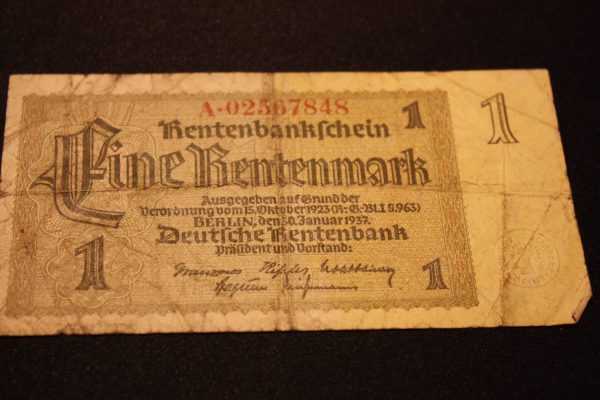 A·02567848
1
1
Rentenbankschein
Eine Rentenmark
Ausgegeben auf Grund der
Verordnung vom 15. Oktober 1923 (R.-G.-Bl. I S. 963)
BERLIN, den 30. Januar 1937.
Deutsche Rentenbank
Präsident und Vorstand:
1
1